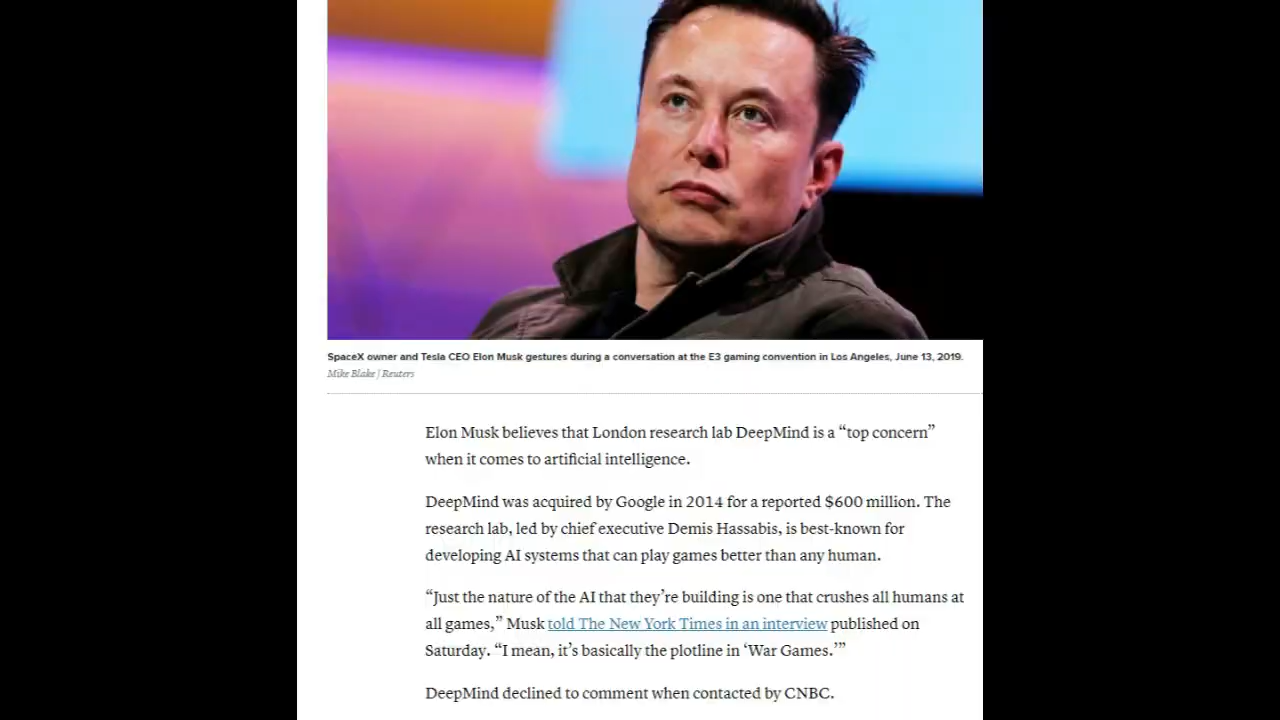 SpaceX owner and Tesla CEO Elon Musk gestures during a conversation at the E3 gaming convention in Los Angeles, June 13, 2019.
Mike Blake | Reuters
Elon Musk believes that London research lab DeepMind is a “top concern”
when it comes to artificial intelligence.
DeepMind was acquired by Google in 2014 for a reported $600 million. The
research lab, led by chief executive Demis Hassabis, is best-known for
developing AI systems that can play games better than any human.
“Just the nature of the AI that they’re building is one that crushes all humans at
all games,” Musk told The New York Times in an interview published on
Saturday. “I mean, it’s basically the plotline in ‘War Games.’”
DeepMind declined to comment when contacted by CNBC.